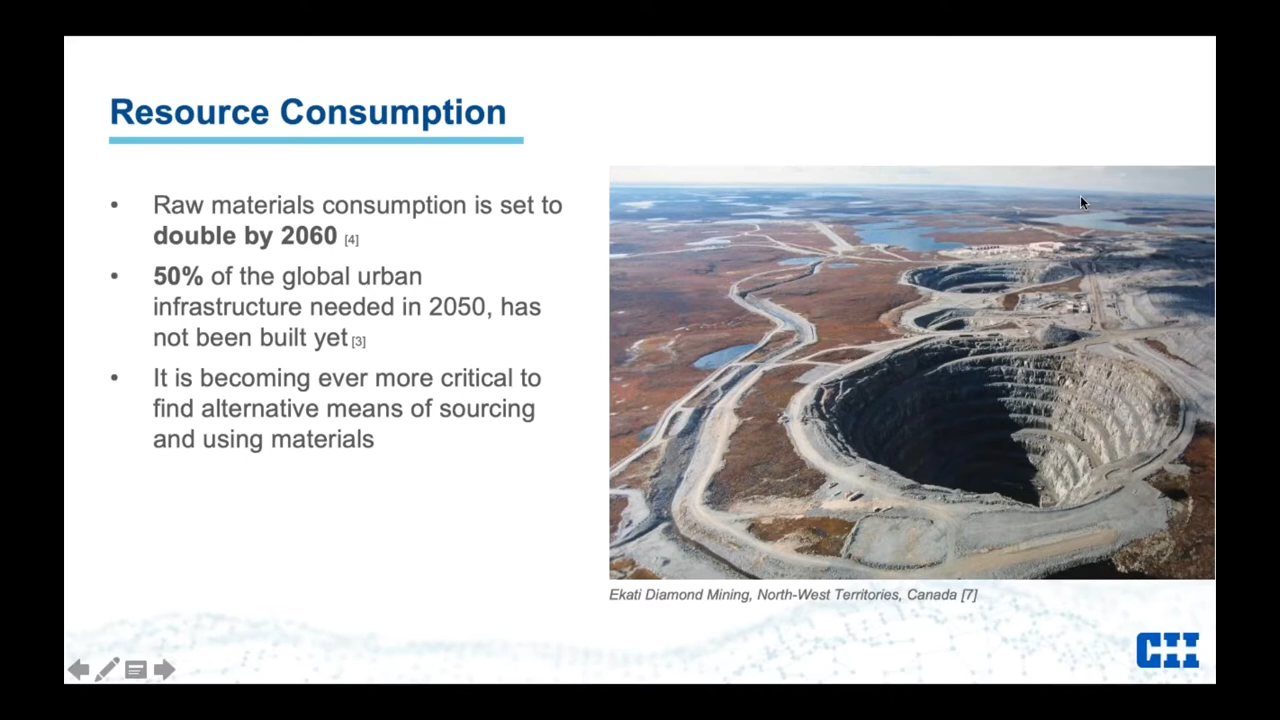 Resource Consumption
• Raw materials consumption is set to
double by 2060 [4]
• 50% of the global urban
infrastructure needed in 2050, has
not been built yet [3]
• It is becoming ever more critical to
find alternative means of sourcing
and using materials
Ekati Diamond Mining, North-West Territories, Canada [7]
CII